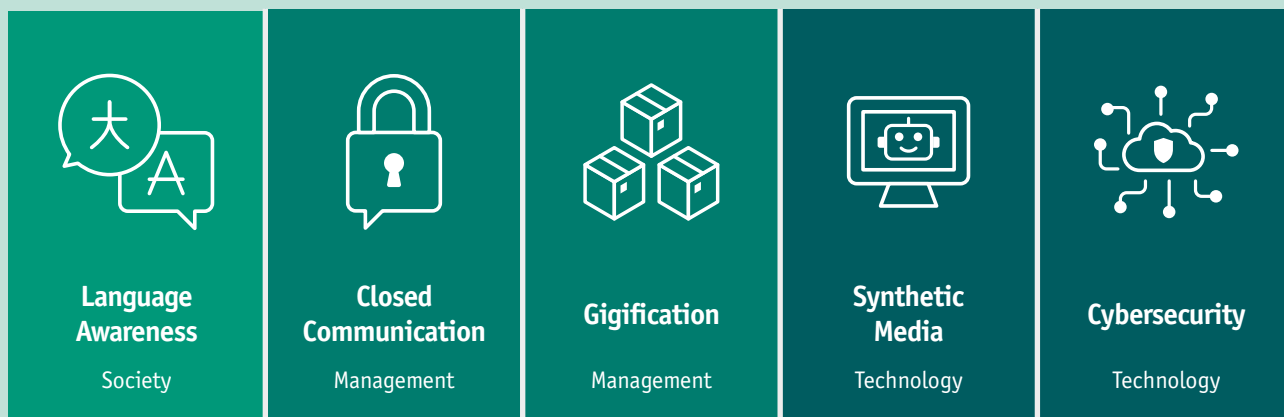 大
A
Language
Awareness
Society
Closed
Communication
Management
Gigification
Management
Synthetic
Media
Technology
Cybersecurity
Technology